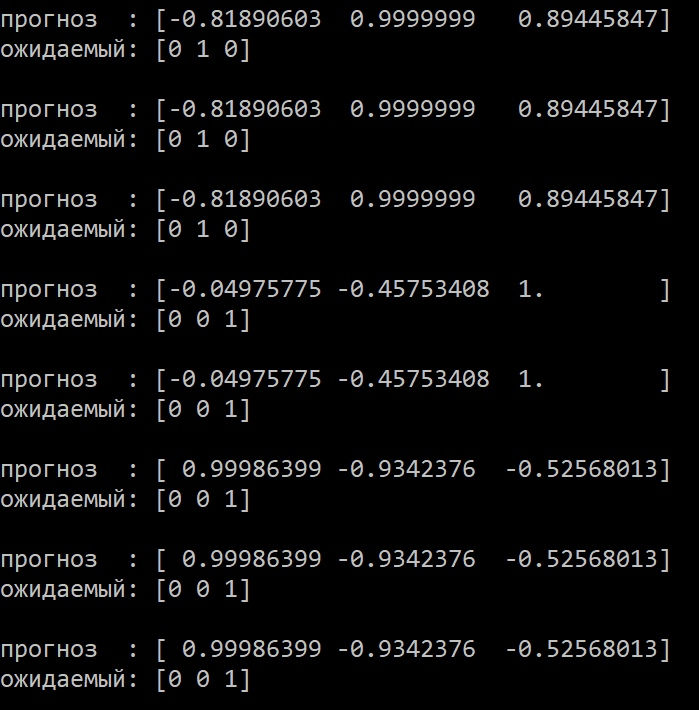 прогноз  : [-0.81890603  0.9999999   0.89445847]
ожидаемый: [0 1 0]
прогноз  : [-0.81890603  0.9999999   0.89445847]
ожидаемый: [0 1 0]
прогноз  : [-0.81890603  0.9999999   0.89445847]
ожидаемый: [0 1 0]
прогноз  : [-0.04975775 -0.45753408  1.        ]
ожидаемый: [0 0 1]
прогноз  : [-0.04975775 -0.45753408  1.        ]
ожидаемый: [0 0 1]
прогноз  : [ 0.99986399 -0.9342376  -0.52568013]
ожидаемый: [0 0 1]
прогноз  : [ 0.99986399 -0.9342376  -0.52568013]
ожидаемый: [0 0 1]
прогноз  : [ 0.99986399 -0.9342376  -0.52568013]
ожидаемый: [0 0 1]